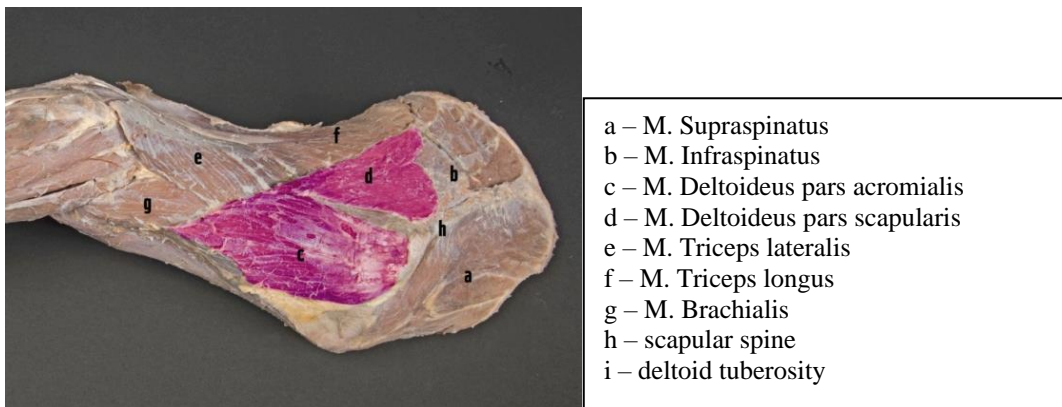 f
e
d
b
g
h
c
a
a – M. Supraspinatus
b – M. Infraspinatus
c – M. Deltoideus pars acromialis
d – M. Deltoideus pars scapularis
e – M. Triceps lateralis
f – M. Triceps longus
g – M. Brachialis
h – scapular spine
i – deltoid tuberosity